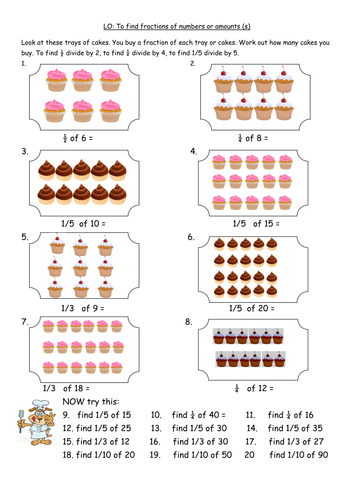 LO: To find fractions of numbers or amounts (s)
Look at these trays of cakes. You buy a fraction of each tray or cakes. Work out how many cakes you
buy. To find ½ divide by 2, to find ¼ divide by 4, to find 1/5 divide by 5.
1. 2.
½ of 6 = ¼ of 8 =
3. 4.
1/5 of 10 = 1/5 of 15 =
5. 6.
1/3 of 9 = 1/5 of 20 =
7. 8.
1/3 of 18 = ¼ of 12 =
NOW try this:
9. find 1/5 of 15 10. find ¼ of 40 = 11. find ¼ of 16
12. find 1/5 of 25 13. find 1/5 of 30 14. find 1/5 of 35
15. find 1/3 of 12 16. find 1/3 of 30 17. find 1/3 of 27
18. find 1/10 of 20 19. find 1/10 of 50 20 find 1/10 of 90